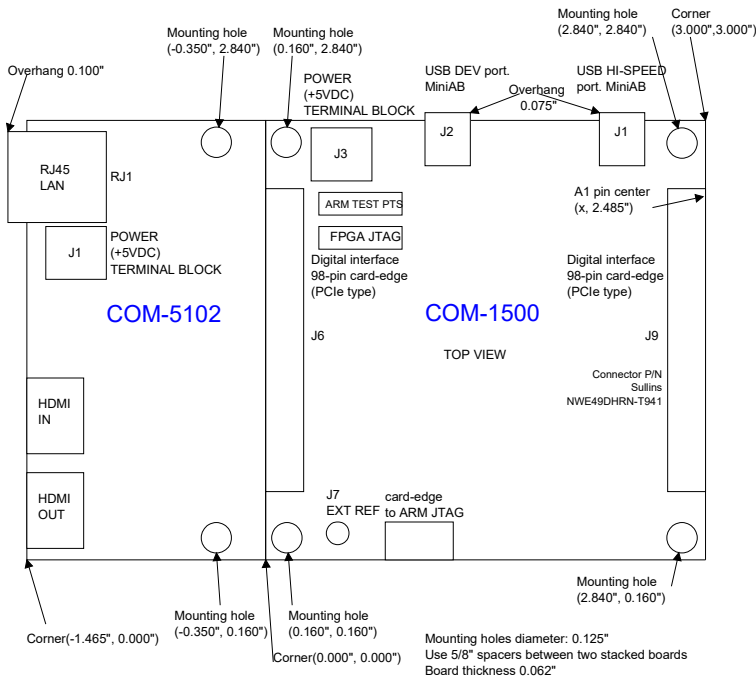 Mounting hole
(-0.350", 2.840")
Mounting hole
(0.160", 2.840")
Mounting hole
(2.840", 2.840")
Corner
(3.000",3.000")
Overhang 0.100"
POWER
(+5VDC)
TERMINAL BLOCK
USB DEV port.
MiniAB
Overhang
0.075"
USB HI-SPEED
port. MiniAB
RJ45
LAN
RJ1
J3
J2
J1
ARM TEST PTS
FPGA JTAG
A1 pin center
(x, 2.485")
J1
POWER
(+5VDC)
TERMINAL BLOCK
Digital interface
98-pin card-edge
(PCIe type)
Digital interface
98-pin card-edge
(PCIe type)
COM-5102
COM-1500
J6
TOP VIEW
J9
Connector P/N
Sullins
NWE49DHRN-T941
HDMI
IN
HDMI
OUT
J7
EXT REF
card-edge
to ARM JTAG
Mounting hole
(2.840", 0.160")
Corner(-1.465", 0.000")
Mounting hole
(-0.350", 0.160")
Mounting hole
(0.160", 0.160")
Corner(0.000", 0.000")
Mounting holes diameter: 0.125"
Use 5/8" spacers between two stacked boards
Board thickness 0.062"